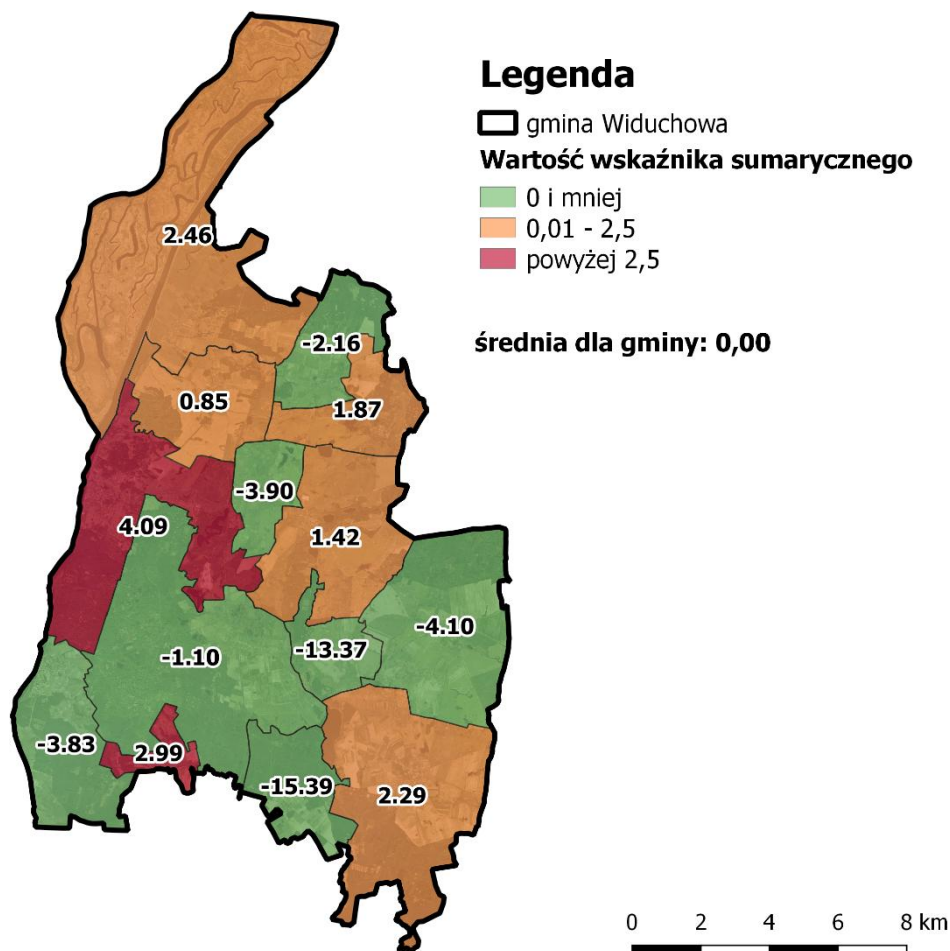 Legenda
gmina Widuchowa
Wartość wskaźnika sumarycznego
0 i mniej
0,01 - 2,5
powyżej 2,5
średnia dla gminy: 0,00
2.46
-2.16
0.85
1.87
-3.90
4.09
1.42
-4.10
-13.37
-1.10
-3.83
2.99
-15.39
2.29
0 2 4 6 8 km